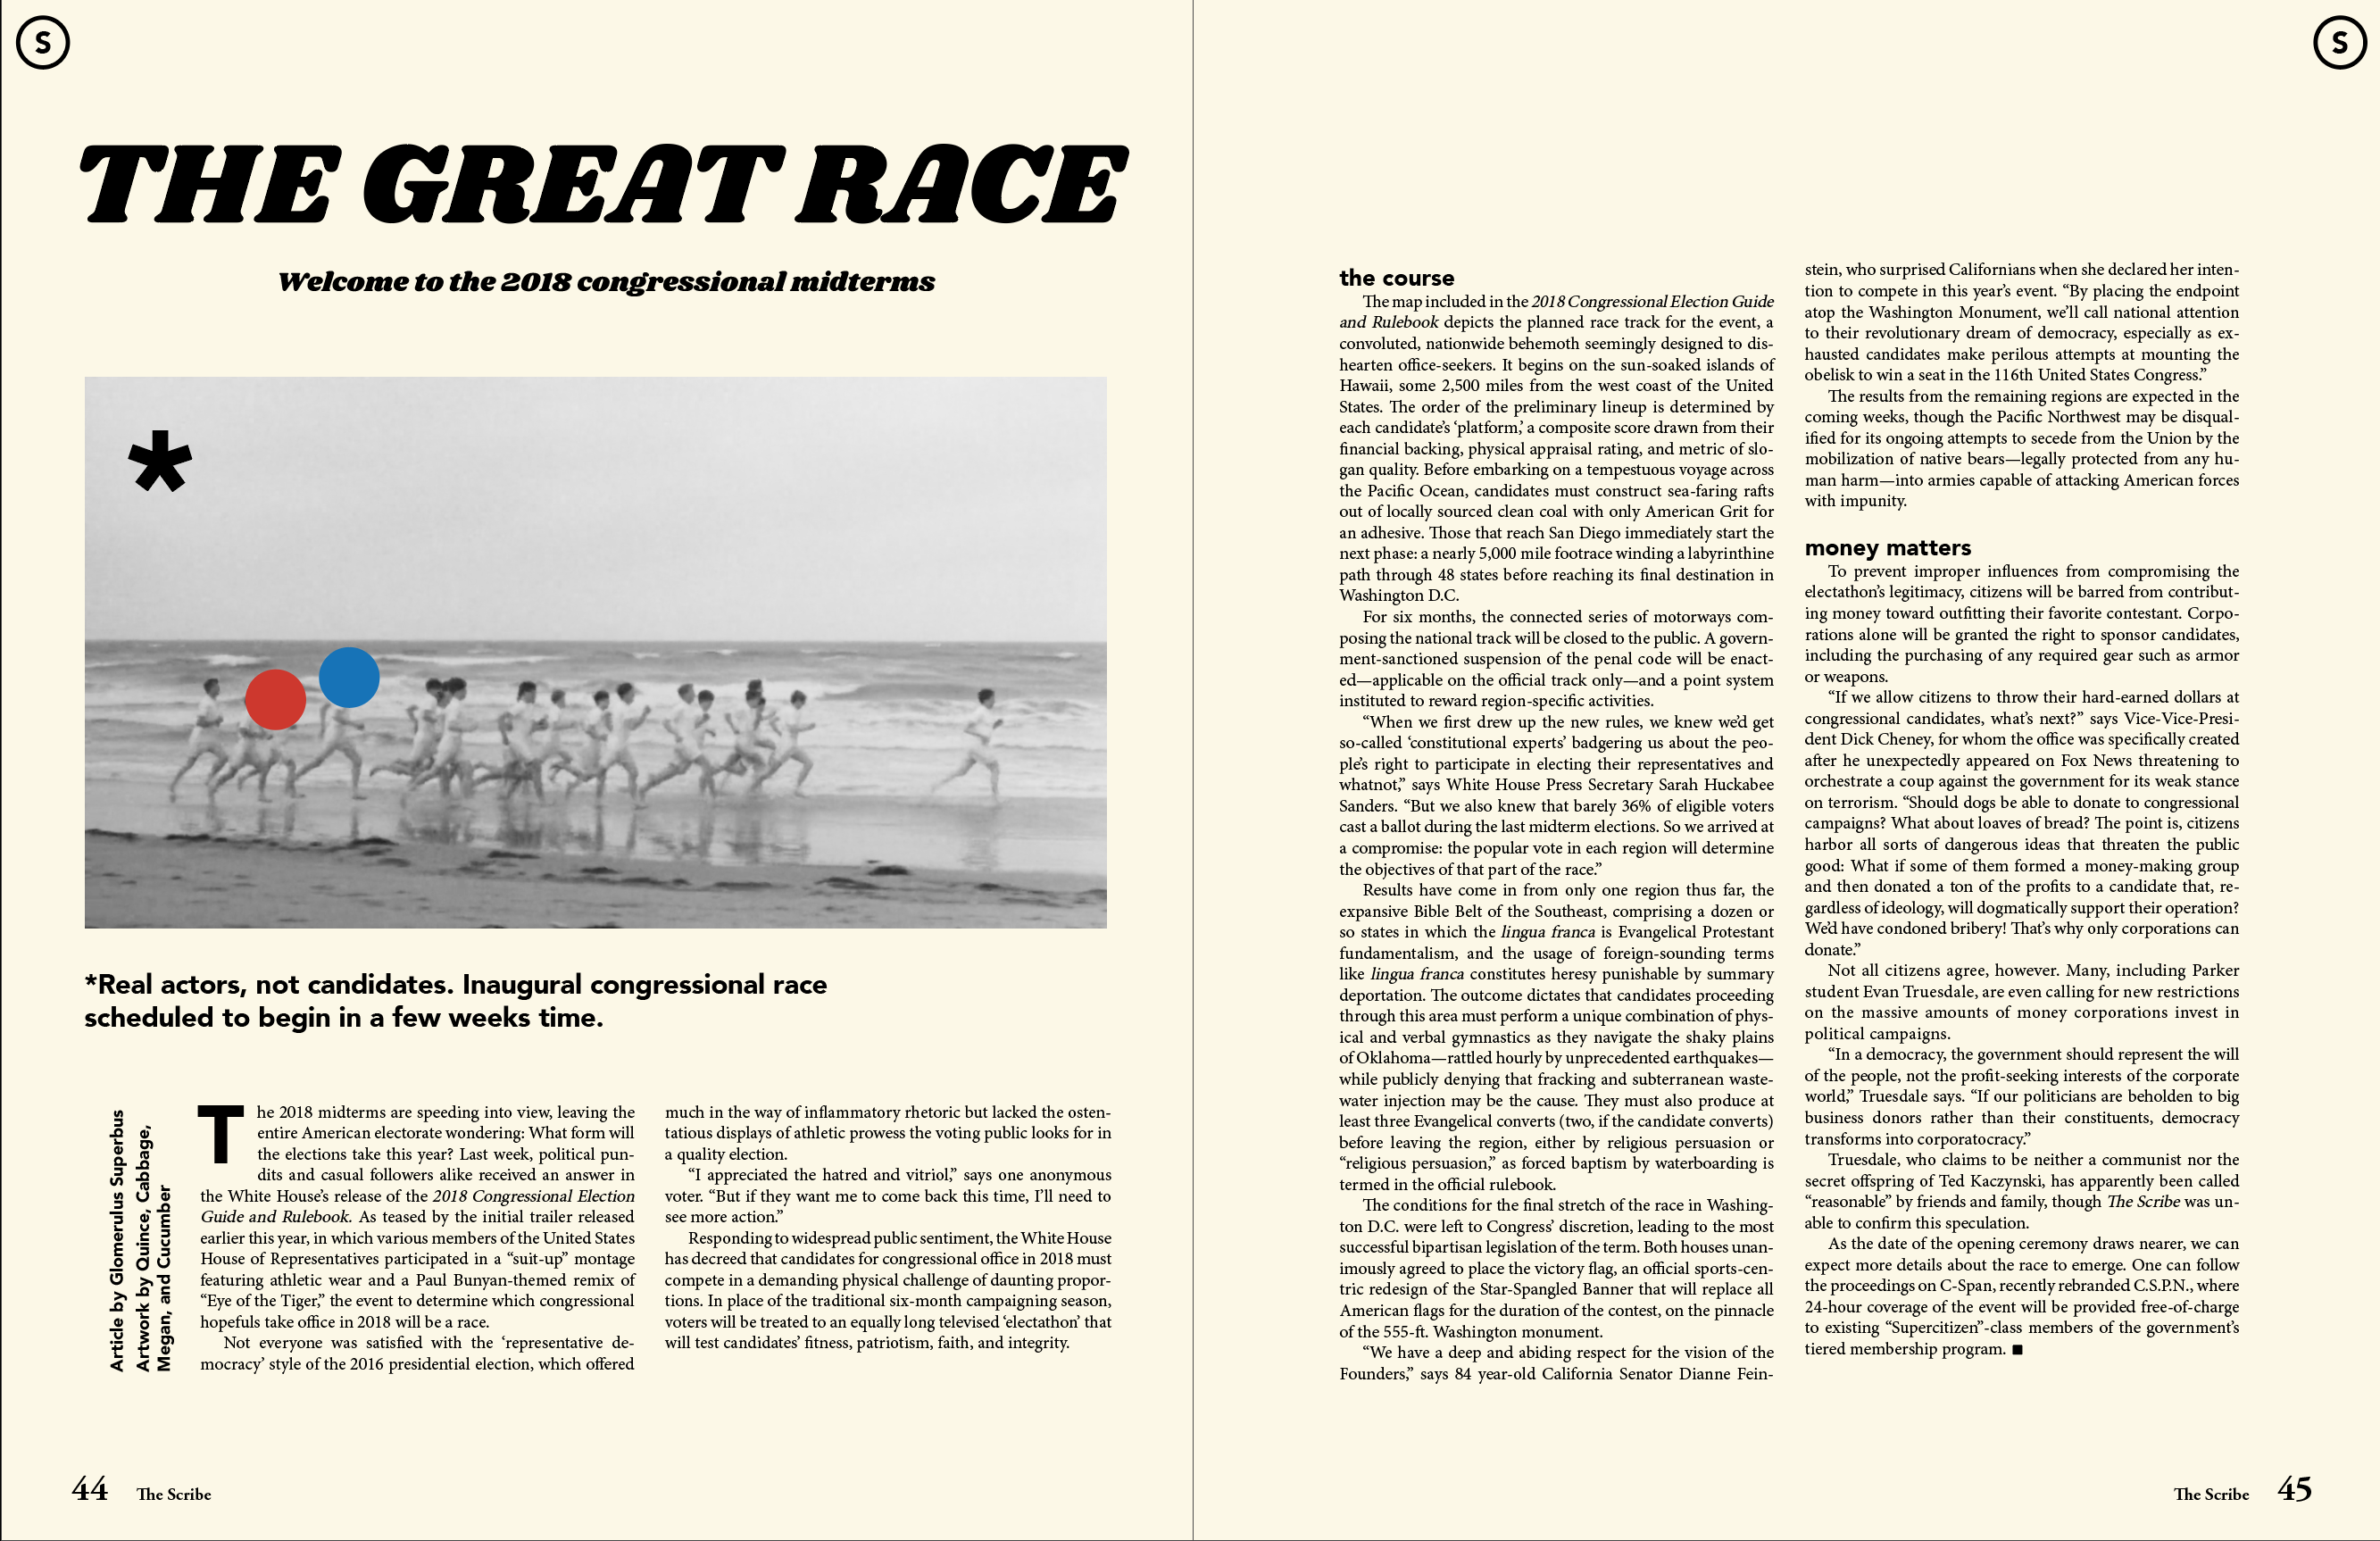 S
S
THE GREAT RACE
Welcome to the 2018 congressional midterms
*
*Real actors, not candidates. Inaugural congressional race
scheduled to begin in a few weeks time.
Article by Glomerulus Superbus
Artwork by Quince, Cabbage,
Megan, and Cucumber
The 2018 midterms are speeding into view, leaving the
entire American electorate wondering: What form will
the elections take this year? Last week, political pun-
dits and casual followers alike received an answer in
the White House’s release of the 2018 Congressional Election
Guide and Rulebook. As teased by the initial trailer released
earlier this year, in which various members of the United States
House of Representatives participated in a “suit-up” montage
featuring athletic wear and a Paul Bunyan-themed remix of
“Eye of the Tiger,” the event to determine which congressional
hopefuls take office in 2018 will be a race.
Not everyone was satisfied with the ‘representative de-
mocracy’ style of the 2016 presidential election, which offered
much in the way of inflammatory rhetoric but lacked the osten-
tatious displays of athletic prowess the voting public looks for in
a quality election.
“I appreciated the hatred and vitriol,” says one anonymous
voter. “But if they want me to come back this time, I’ll need to
see more action.”
Responding to widespread public sentiment, the White House
has decreed that candidates for congressional office in 2018 must
compete in a demanding physical challenge of daunting propor-
tions. In place of the traditional six-month campaigning season,
voters will be treated to an equally long televised ‘electathon’ that
will test candidates’ fitness, patriotism, faith, and integrity.
44 The Scribe
the course
The map included in the 2018 Congressional Election Guide
and Rulebook depicts the planned race track for the event, a
convoluted, nationwide behemoth seemingly designed to dis-
hearten office-seekers. It begins on the sun-soaked islands of
Hawaii, some 2,500 miles from the west coast of the United
States. The order of the preliminary lineup is determined by
each candidate’s ‘platform,’ a composite score drawn from their
financial backing, physical appraisal rating, and metric of slo-
gan quality. Before embarking on a tempestuous voyage across
the Pacific Ocean, candidates must construct sea-faring rafts
out of locally sourced clean coal with only American Grit for
an adhesive. Those that reach San Diego immediately start the
next phase: a nearly 5,000 mile footrace winding a labyrinthine
path through 48 states before reaching its final destination in
Washington D.C.
For six months, the connected series of motorways com-
posing the national track will be closed to the public. A govern-
ment-sanctioned suspension of the penal code will be enact-
ed—applicable on the official track only—and a point system
instituted to reward region-specific activities.
“When we first drew up the new rules, we knew we’d get
so-called ‘constitutional experts’ badgering us about the peo-
ple’s right to participate in electing their representatives and
whatnot,” says White House Press Secretary Sarah Huckabee
Sanders. “But we also knew that barely 36% of eligible voters
cast a ballot during the last midterm elections. So we arrived at
a compromise: the popular vote in each region will determine
the objectives of that part of the race.”
Results have come in from only one region thus far, the
expansive Bible Belt of the Southeast, comprising a dozen or
so states in which the lingua franca is Evangelical Protestant
fundamentalism, and the usage of foreign-sounding terms
like lingua franca constitutes heresy punishable by summary
deportation. The outcome dictates that candidates proceeding
through this area must perform a unique combination of phys-
ical and verbal gymnastics as they navigate the shaky plains
of Oklahoma—rattled hourly by unprecedented earthquakes—
while publicly denying that fracking and subterranean waste-
water injection may be the cause. They must also produce at
least three Evangelical converts (two, if the candidate converts)
before leaving the region, either by religious persuasion or
“religious persuasion,” as forced baptism by waterboarding is
termed in the official rulebook.
The conditions for the final stretch of the race in Washing-
ton D.C. were left to Congress’ discretion, leading to the most
successful bipartisan legislation of the term. Both houses unan-
imously agreed to place the victory flag, an official sports-cen-
tric redesign of the Star-Spangled Banner that will replace all
American flags for the duration of the contest, on the pinnacle
of the 555-ft. Washington monument.
“We have a deep and abiding respect for the vision of the
Founders,” says 84 year-old California Senator Dianne Fein-
stein, who surprised Californians when she declared her inten-
tion to compete in this year’s event. “By placing the endpoint
atop the Washington Monument, we’ll call national attention
to their revolutionary dream of democracy, especially as ex-
hausted candidates make perilous attempts at mounting the
obelisk to win a seat in the 116th United States Congress.”
The results from the remaining regions are expected in the
coming weeks, though the Pacific Northwest may be disqual-
ified for its ongoing attempts to secede from the Union by the
mobilization of native bears—legally protected from any hu-
man harm—into armies capable of attacking American forces
with impunity.
money matters
To prevent improper influences from compromising the
electathon’s legitimacy, citizens will be barred from contribut-
ing money toward outfitting their favorite contestant. Corpo-
rations alone will be granted the right to sponsor candidates,
including the purchasing of any required gear such as armor
or weapons.
“If we allow citizens to throw their hard-earned dollars at
congressional candidates, what’s next?” says Vice-Vice-Presi-
dent Dick Cheney, for whom the office was specifically created
after he unexpectedly appeared on Fox News threatening to
orchestrate a coup against the government for its weak stance
on terrorism. “Should dogs be able to donate to congressional
campaigns? What about loaves of bread? The point is, citizens
harbor all sorts of dangerous ideas that threaten the public
good: What if some of them formed a money-making group
and then donated a ton of the profits to a candidate that, re-
gardless of ideology, will dogmatically support their operation?
We’d have condoned bribery! That’s why only corporations can
donate.”
Not all citizens agree, however. Many, including Parker
student Evan Truesdale, are even calling for new restrictions
on the massive amounts of money corporations invest in
political campaigns.
“In a democracy, the government should represent the will
of the people, not the profit-seeking interests of the corporate
world,” Truesdale says. “If our politicians are beholden to big
business donors rather than their constituents, democracy
transforms into corporatocracy.”
Truesdale, who claims to be neither a communist nor the
secret offspring of Ted Kaczynski, has apparently been called
“reasonable” by friends and family, though The Scribe was un-
able to confirm this speculation.
As the date of the opening ceremony draws nearer, we can
expect more details about the race to emerge. One can follow
the proceedings on C-Span, recently rebranded C.S.P.N., where
24-hour coverage of the event will be provided free-of-charge
to existing “Supercitizen”-class members of the government’s
tiered membership program. ■
The Scribe 45